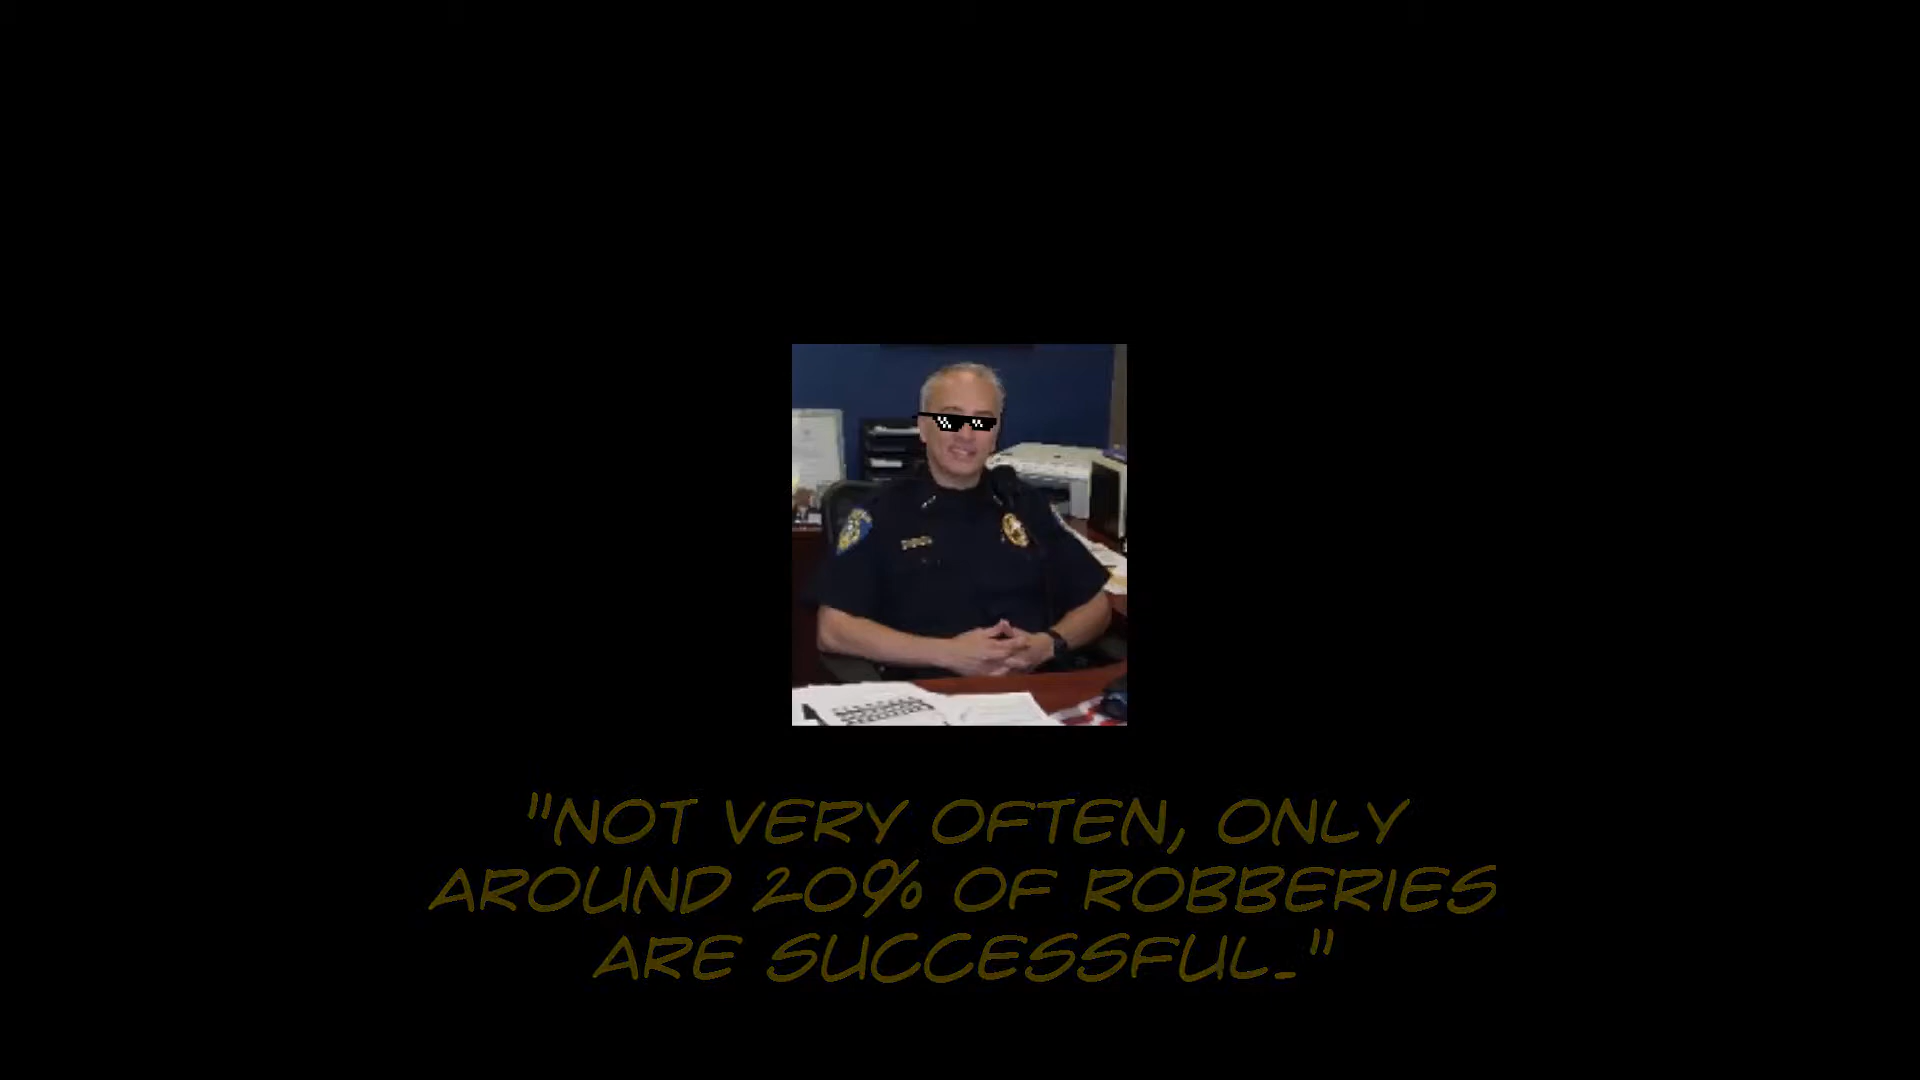 "NOT VERY OFTEN, ONLY
AROUND 20% OF ROBBERIES
ARE SUCCESSFUL."